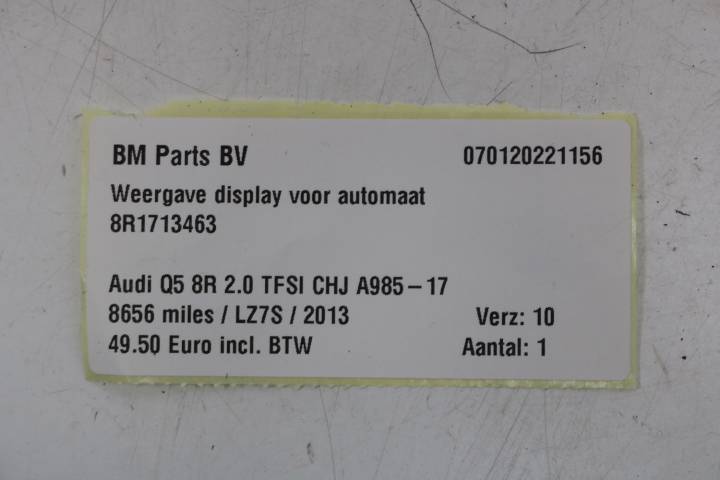 BM Parts BV 070120221156
Weergave display voor automaat
8R1713463
Audi Q5 8R 2.0 TFSI CHJ A985-17
8656 miles / LZ7S / 2013 Verz: 10
49.50 Euro incl. BTW Aantal: 1